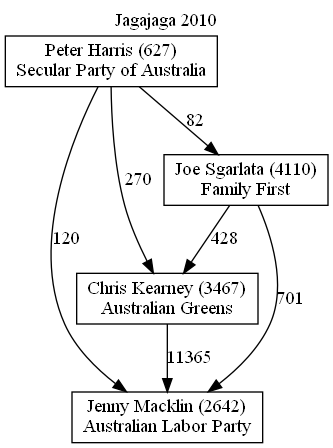 Jagajaga 2010
Peter Harris (627)
Secular Party of Australia
82
Joe Sgarlata (4110)
Family First
270
120
428
Chris Kearney (3467)
Australian Greens
701
11365
Jenny Macklin (2642)
Australian Labor Party